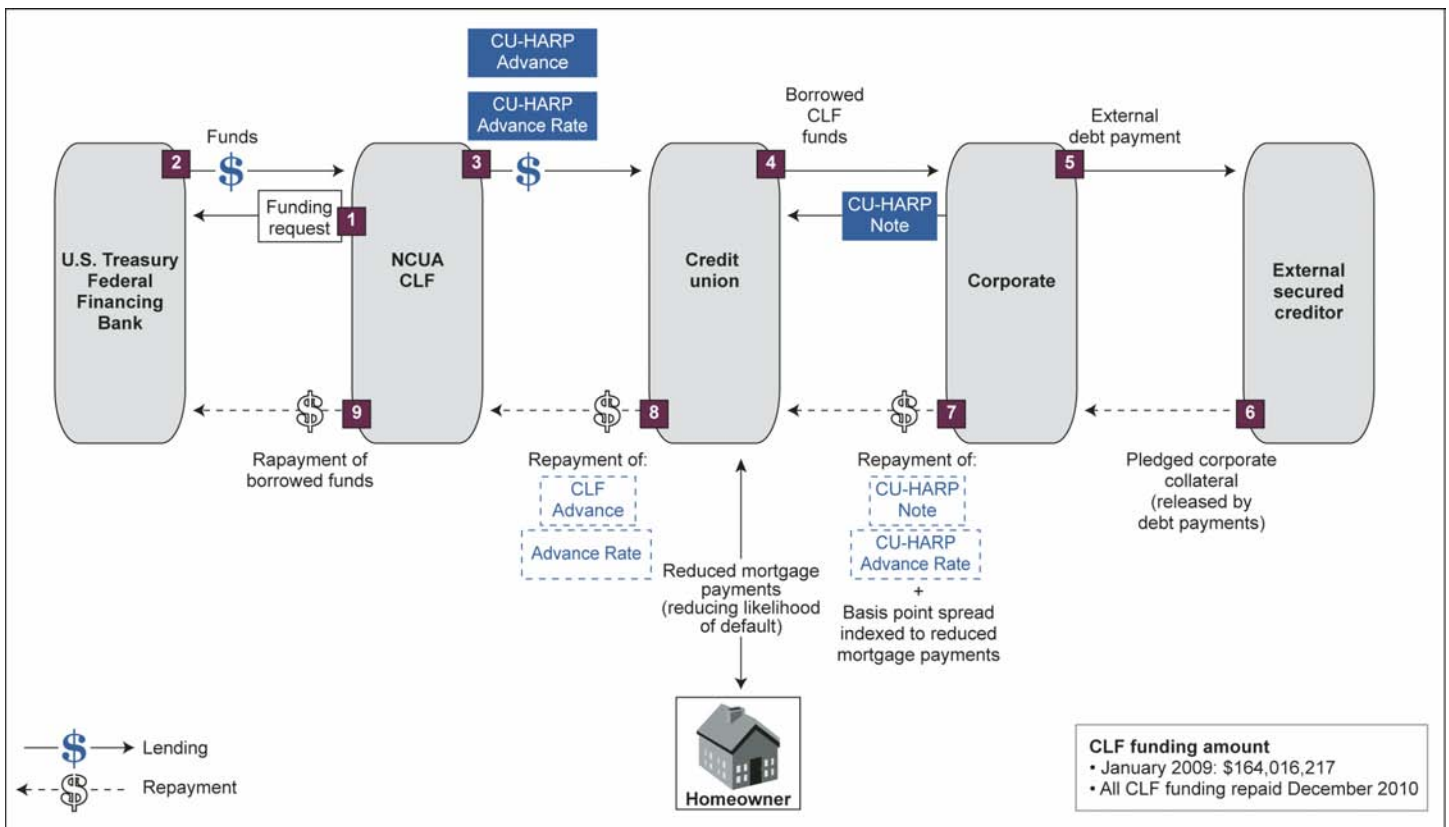 CU-HARP
Advance
CU-HARP
Advance Rate
Funds
Borrowed
CLF
funds
External
debt payment
2
3
4
5
$
$
Funding
request
1
CU-HARP
Note
U.S. Treasury
Federal
Financing
Bank
NCUA
CLF
Credit
union
Corporate
External
secured
creditor
$
9
$
8
$
7
6
Rapayment of
borrowed funds
Repayment of:
CLF
Advance
Advance Rate
Reduced mortgage
payments
(reducing likelihood
of default)
Repayment of:
CU-HARP
Note
CU-HARP
Advance Rate
+
Basis point spread
indexed to reduced
mortgage payments
Pledged corporate
collateral
(released by
debt payments)
Homeowner
$ Lending
$ Repayment
CLF funding amount
• January 2009: $164,016,217
• All CLF funding repaid December 2010